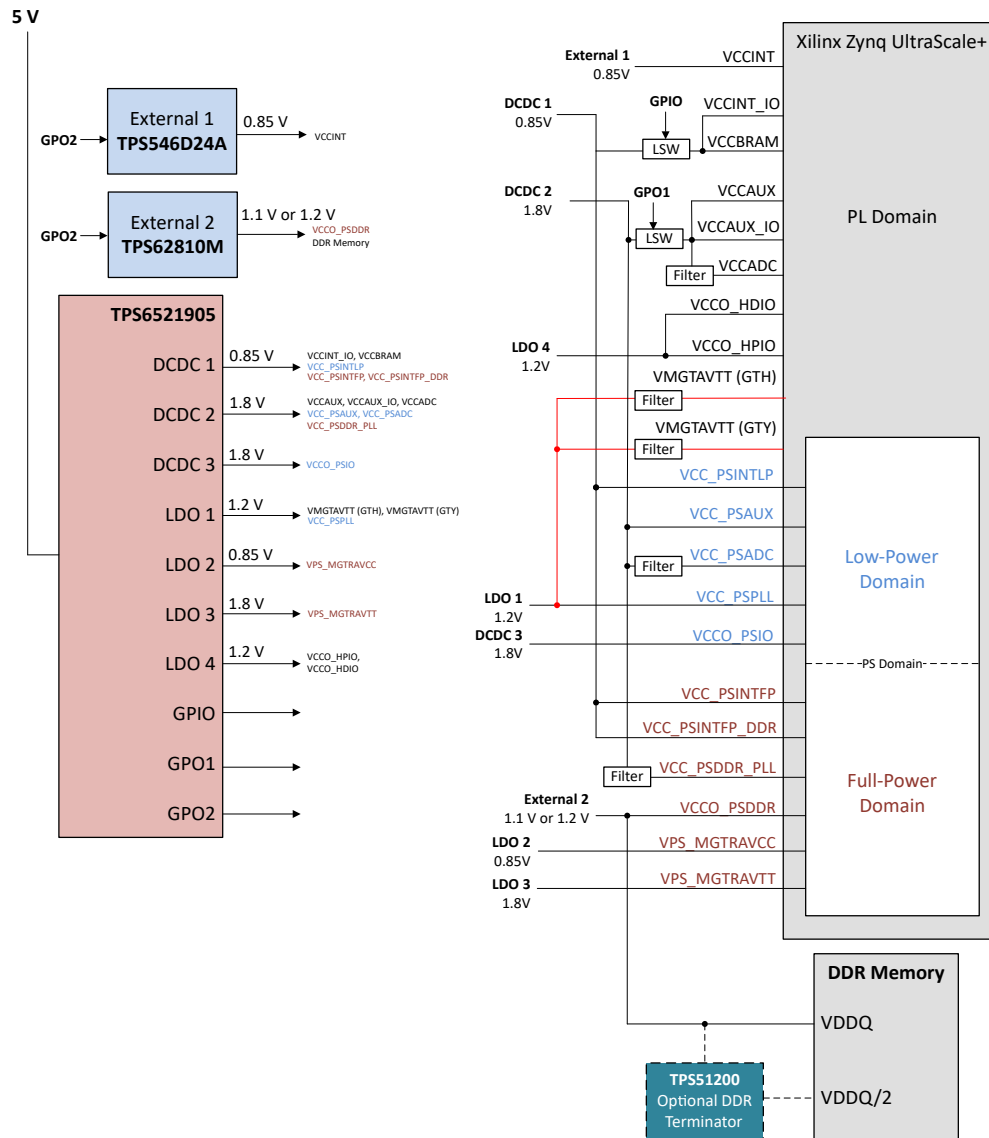 5 V
External 1
TPS546D24A
GPO2
0.85 V
VCCINT
External 2
TPS62810M
GPO2
1.1 V or 1.2 V
VCCO_PSDDR
DDR Memory
TPS6521905
DCDC 1
0.85 V
VCCINT_IO, VCCBRAM
VCC_PSINTLP
VCC_PSINTFP, VCC_PSINTFP_DDR
DCDC 2
1.8 V
VCCAUX, VCCAUX_IO, VCCADC
VCC_PSAUX, VCC_PSADC
VCC_PSDDR_PLL
DCDC 3
1.8 V
VCCO_PSIO
LDO 1
1.2 V
VMGTAVTT (GTH), VMGTAVTT (GTY)
VCC_PSPLL
LDO 2
0.85 V
VPS_MGTRAVCC
LDO 3
1.8 V
VPS_MGTRAVTT
LDO 4
1.2 V
VCCO_HPIO,
VCCO_HDIO
GPIO
GPO1
GPO2
Xilinx Zynq UltraScale+
PL Domain
External 1
0.85V
VCCINT
DCDC 1
0.85V
GPIO
LSW
VCCINT_IO
VCCBRAM
DCDC 2
1.8V
GPO1
LSW
VCCAUX
VCCAUX_IO
Filter
VCCADC
VCCO_HDIO
LDO 4
1.2V
VCCO_HPIO
VMGTAVTT (GTH)
Filter
VMGTAVTT (GTY)
Filter
VCC_PSINTLP
VCC_PSAUX
Filter
VCC_PSADC
Low-Power
Domain
LDO 1
1.2V
VCC_PSPLL
DCDC 3
1.8V
VCCO_PSIO
PS Domain
VCC_PSINTFP
VCC_PSINTFP_DDR
Filter
VCC_PSDDR_PLL
Full-Power
Domain
External 2
1.1 V or 1.2 V
VCCO_PSDDR
LDO 2
0.85V
VPS_MGTRAVCC
LDO 3
1.8V
VPS_MGTRAVTT
DDR Memory
VDDQ
VDDQ/2
TPS51200
Optional DDR
Terminator